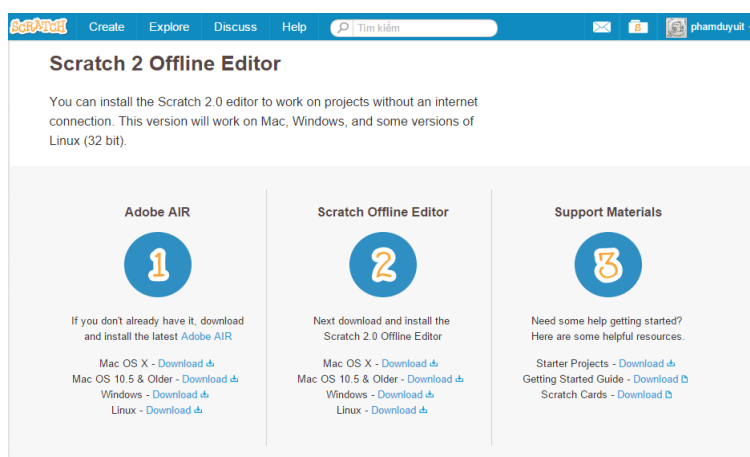 SCRATCH Create Explore Discuss Help Tìm kiếm 8 phamduyuit
Scratch 2 Offline Editor
You can install the Scratch 2.0 editor to work on projects without an internet
connection. This version will work on Mac, Windows, and some versions of
Linux (32 bit).
Adobe AIR
1
If you don't already have it, download
and install the latest Adobe AIR
Mac OS X - Download
Mac OS 10.5 & Older - Download
Windows - Download
Linux - Download
Scratch Offline Editor
2
Next download and install the
Scratch 2.0 Offline Editor
Mac OS X - Download
Mac OS 10.5 & Older - Download
Windows - Download
Linux - Download
Support Materials
3
Need some help getting started?
Here are some helpful resources.
Starter Projects - Download
Getting Started Guide - Download
Scratch Cards - Download